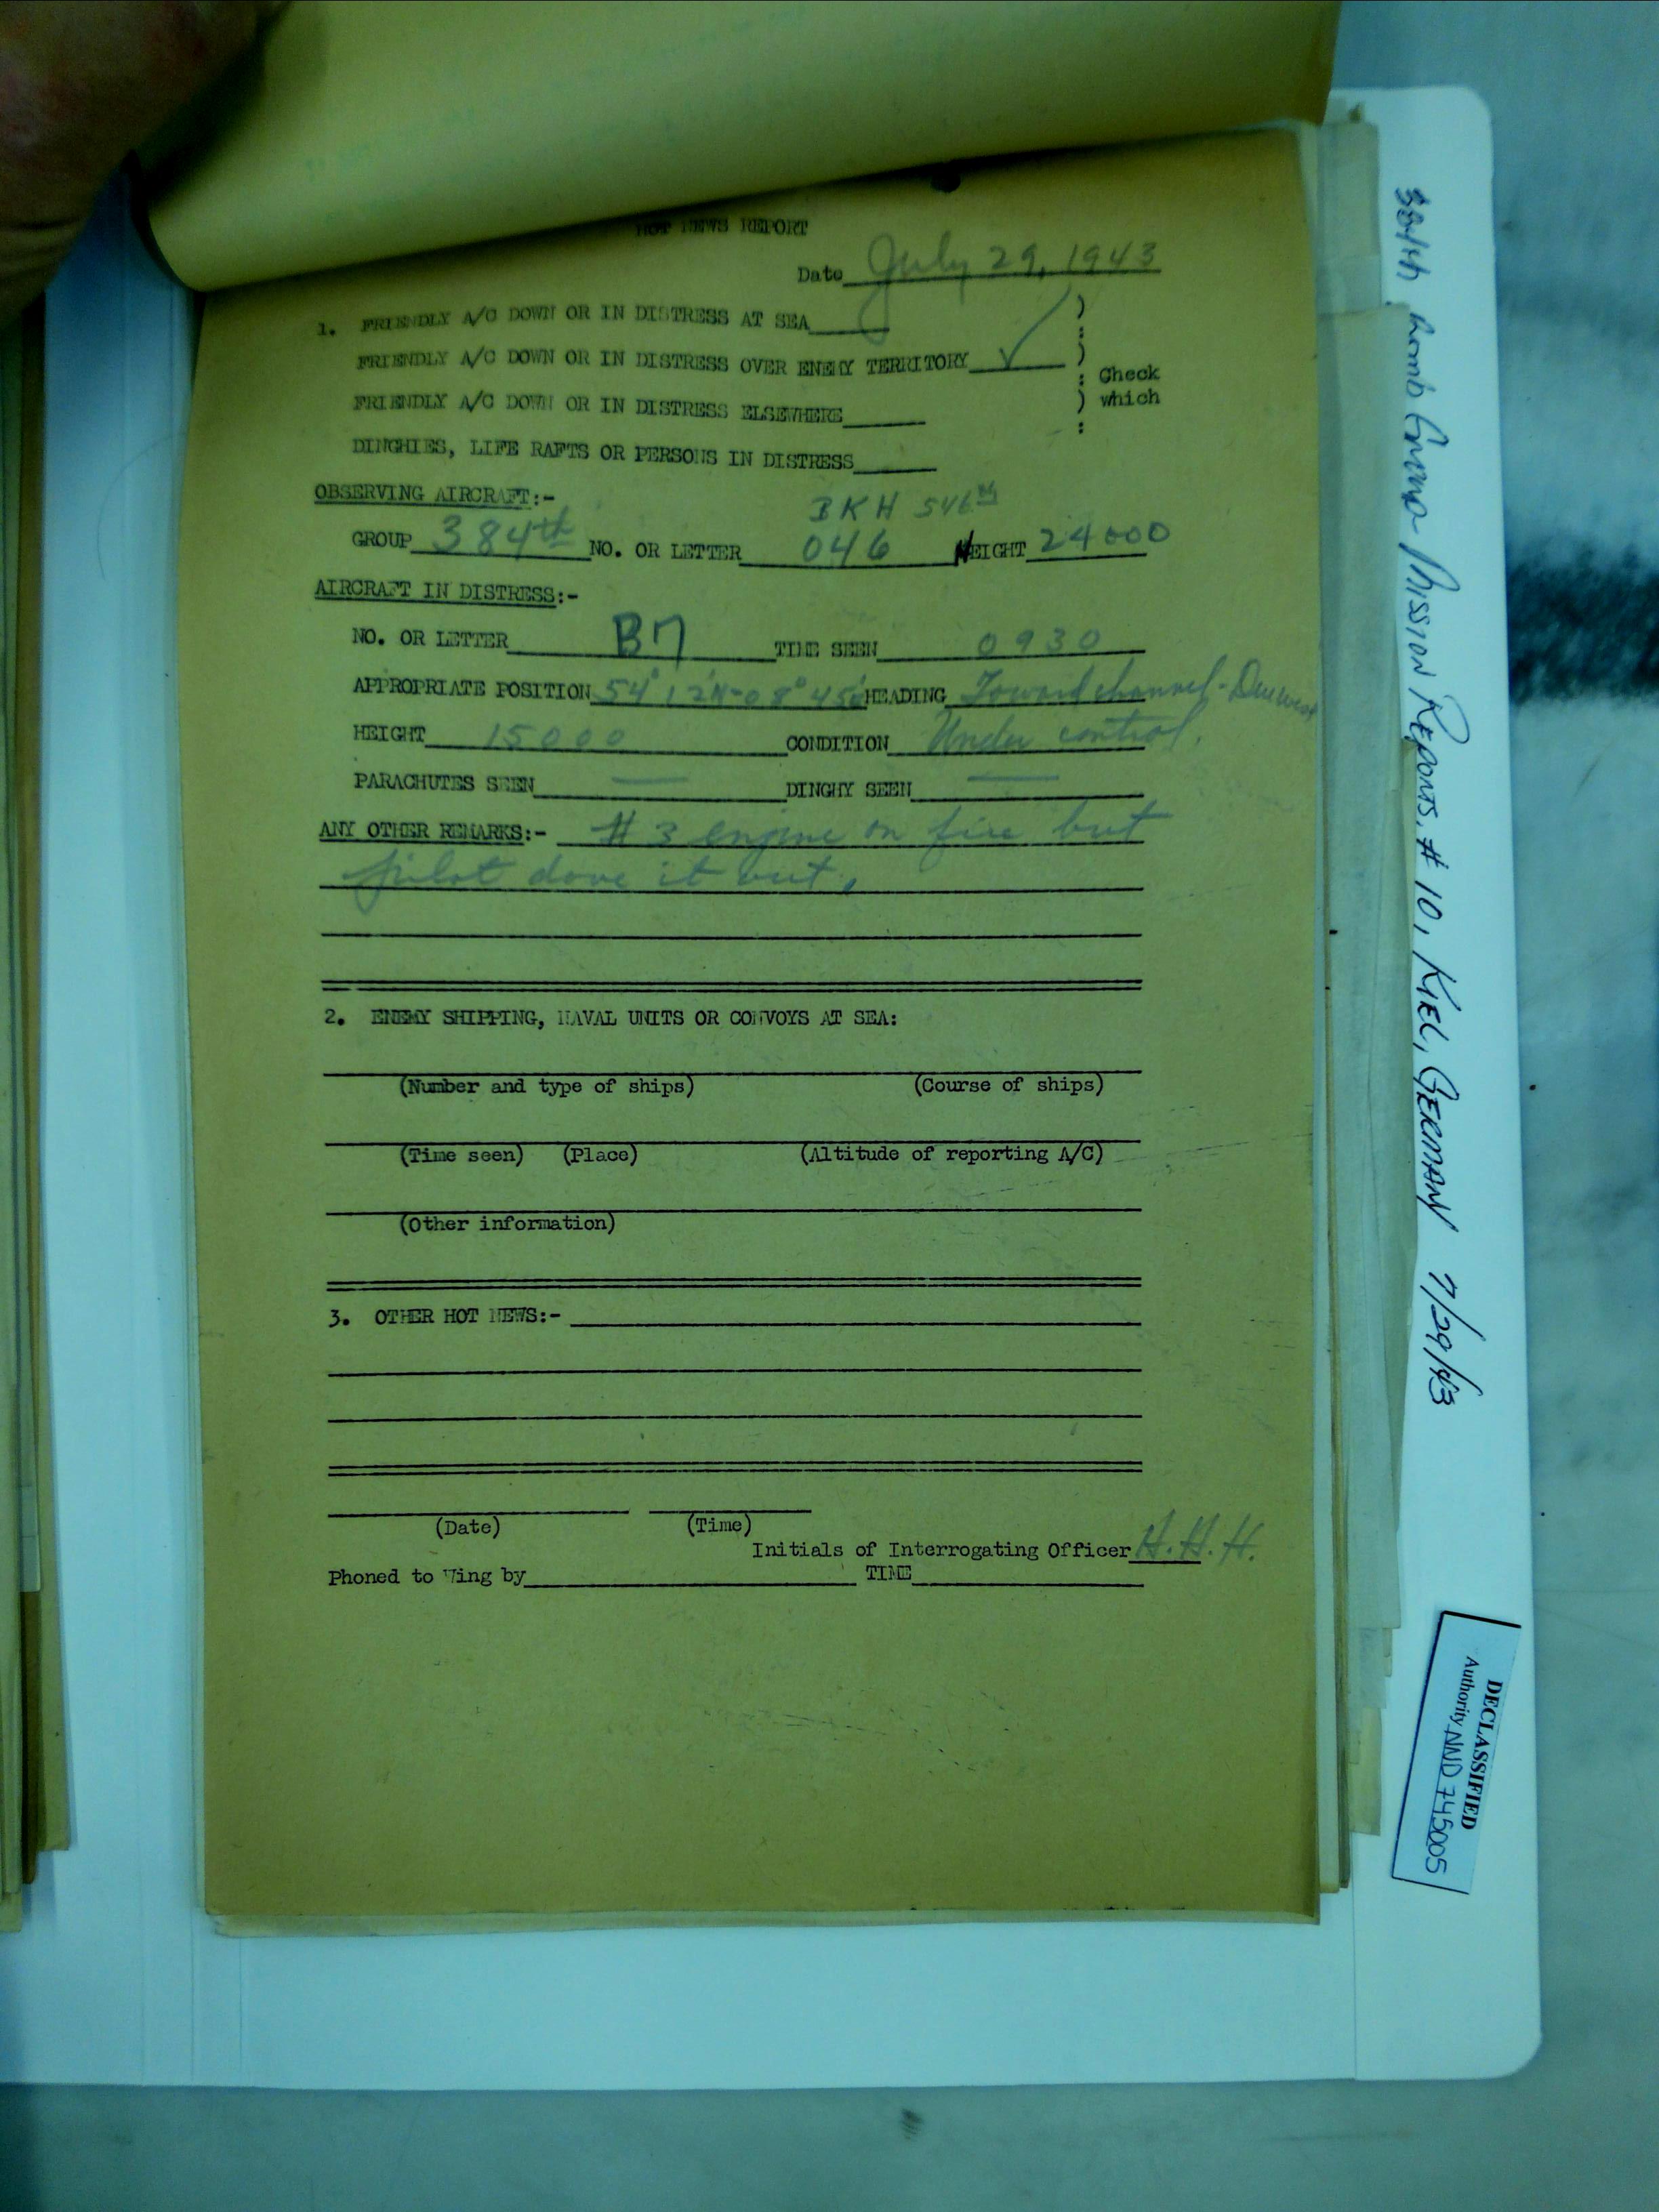 HOT NEWS REPORT
Date July 29, 1943
1. FRIENDLY A/C DOWN OR IN DISTRESS AT SEA____ )
FRIENDLY A/C DOWN OR IN DISTRESS OVER ENEMY TERRITORY ✓ ) : Check
FRIENDLY A/C DOWN OR IN DISTRESS ELSEWHERE____ ) which
DINGHIES, LIFE RAFTS OR PERSONS IN DISTRESS____ :
OBSERVING AIRCRAFT:- BKH 546th
GROUP 384th NO. OR LETTER 046 HEIGHT 24000
AIRCRAFT IN DISTRESS:-
NO. OR LETTER TIME SEEN 0930
APPROPRIATE POSITION 54° 12'N-08° 45' HEADING Toward channel - Due west
HEIGHT 15000 CONDITION Under control.
PARACHUTES SEEN — DINGHY SEEN —
ANY OTHER REMARKS:- #3 engine on fire but
pilot dove it out.
2. ENEMY SHIPPING, NAVAL UNITS OR CONVOYS AT SEA:
(Number and type of ships) (Course of ships)
(Time seen) (Place) (Altitude of reporting A/C)
(Other information)
3. OTHER HOT NEWS:-
(Date) (Time)
Initials of Interrogating Officer H.H.H.
Phoned to Wing by TIME
384th Bomb Group Mission Reports. # 10, KIEL, GERMANY 7/29/43
DECLASSIFIED
Authority NND 745005